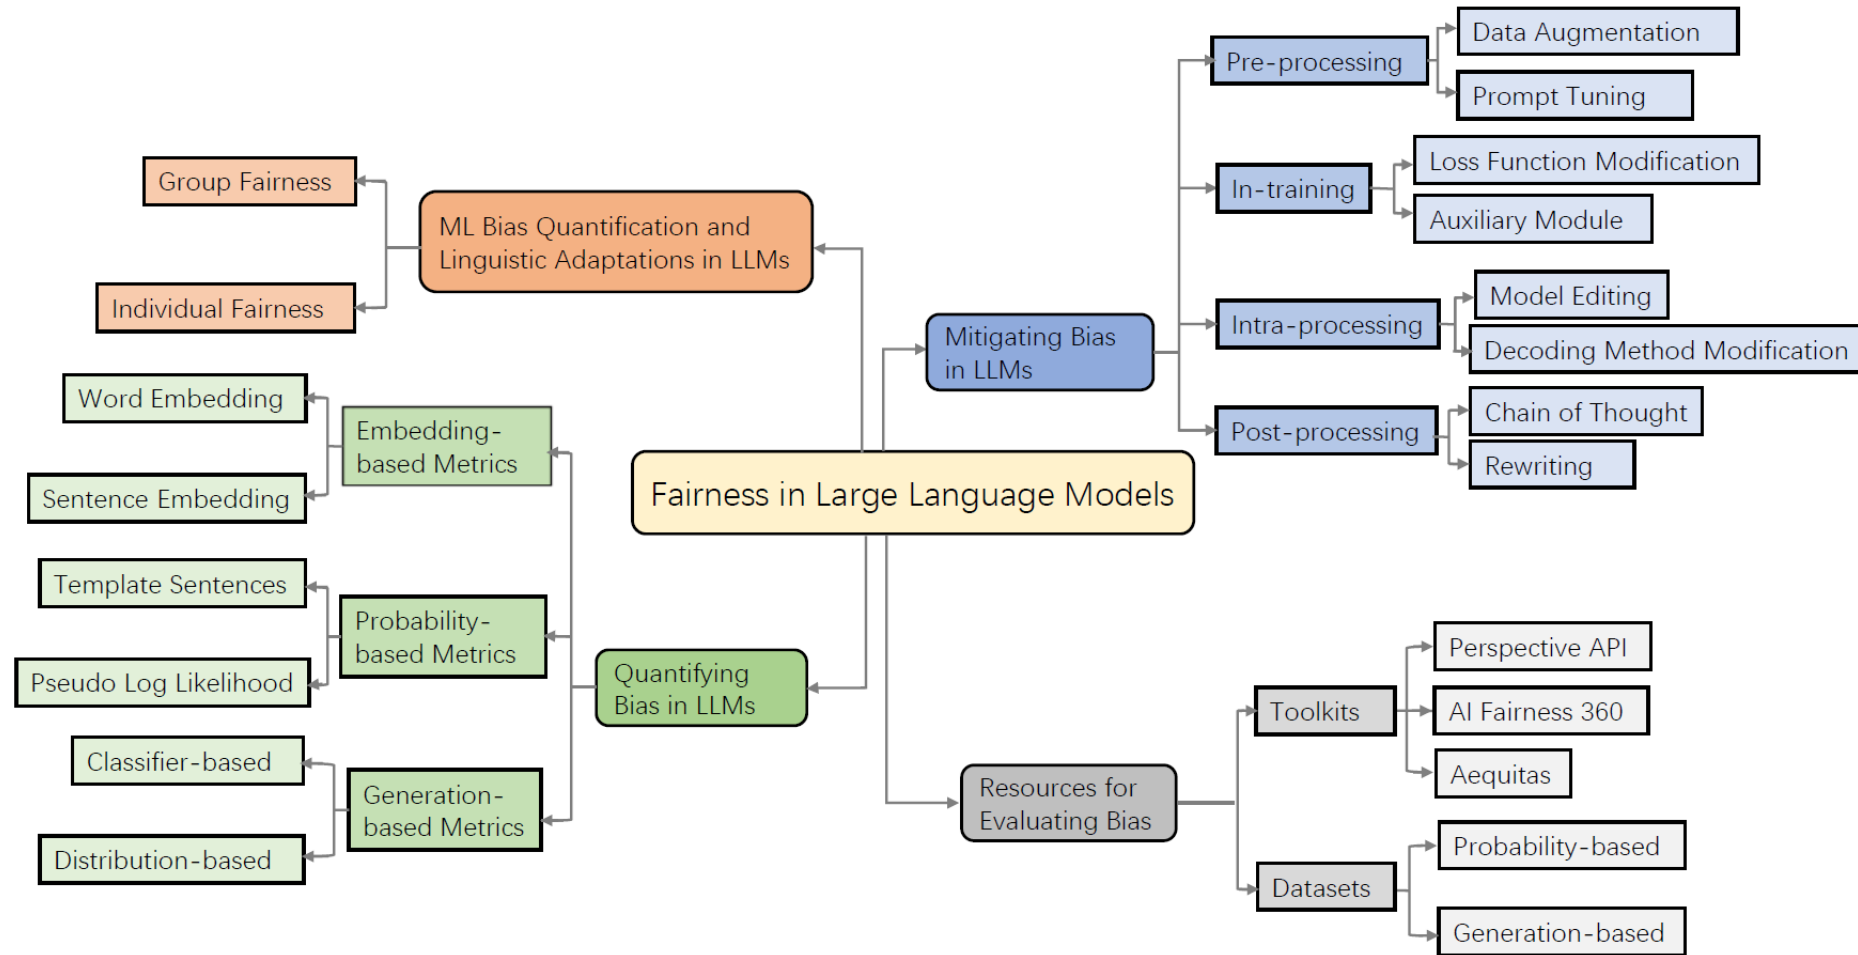 Fairness in Large Language Models
ML Bias Quantification and
Linguistic Adaptations in LLMs
Group Fairness
Individual Fairness
Quantifying
Bias in LLMs
Embedding-
based Metrics
Word Embedding
Sentence Embedding
Probability-
based Metrics
Template Sentences
Pseudo Log Likelihood
Generation-
based Metrics
Classifier-based
Distribution-based
Mitigating Bias
in LLMs
Pre-processing
Data Augmentation
Prompt Tuning
In-training
Loss Function Modification
Auxiliary Module
Intra-processing
Model Editing
Decoding Method Modification
Post-processing
Chain of Thought
Rewriting
Resources for
Evaluating Bias
Toolkits
Perspective API
AI Fairness 360
Aequitas
Datasets
Probability-based
Generation-based